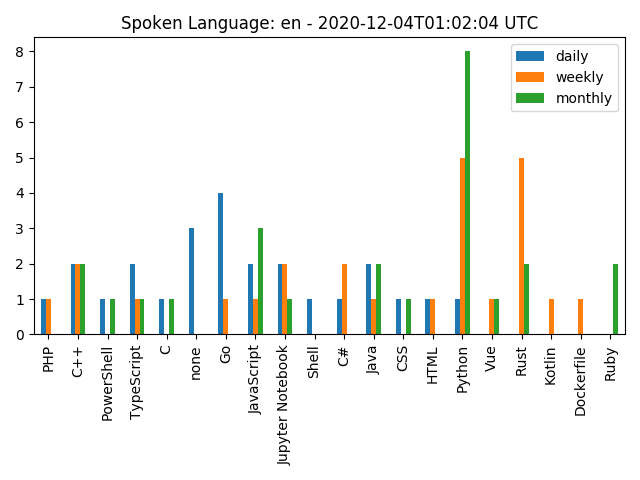 Spoken Language: en - 2020-12-04T01:02:04 UTC
daily
weekly
monthly
8
7
6
5
4
3
2
1
0
PHP
C++
PowerShell
TypeScript
C
none
Go
JavaScript
Jupyter Notebook
Shell
C#
Java
CSS
HTML
Python
Vue
Rust
Kotlin
Dockerfile
Ruby